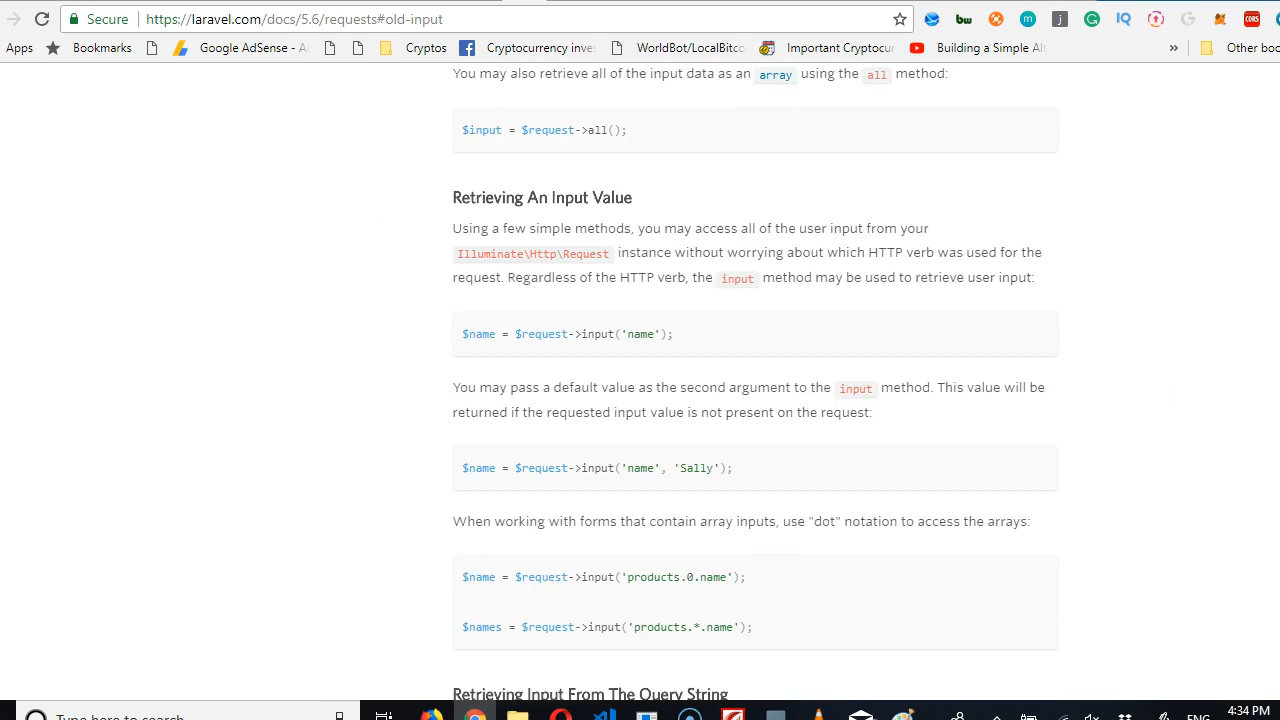 Secure https://laravel.com/docs/5.6/requests#old-input
Apps Bookmarks Google AdSense - A Cryptos Cryptocurrency inves WorldBot/LocalBitco Important Cryptocur Building a Simple Alt » Other boo
You may also retrieve all of the input data as an array using the all method:
$input = $request->all();
Retrieving An Input Value
Using a few simple methods, you may access all of the user input from your
Illuminate\Http\Request instance without worrying about which HTTP verb was used for the
request. Regardless of the HTTP verb, the input method may be used to retrieve user input:
$name = $request->input('name');
You may pass a default value as the second argument to the input method. This value will be
returned if the requested input value is not present on the request:
$name = $request->input('name', 'Sally');
When working with forms that contain array inputs, use "dot" notation to access the arrays:
$name = $request->input('products.0.name');
$names = $request->input('products.*.name');
Retrieving Input From The Query String
Type here to search ENG 4:34 PM